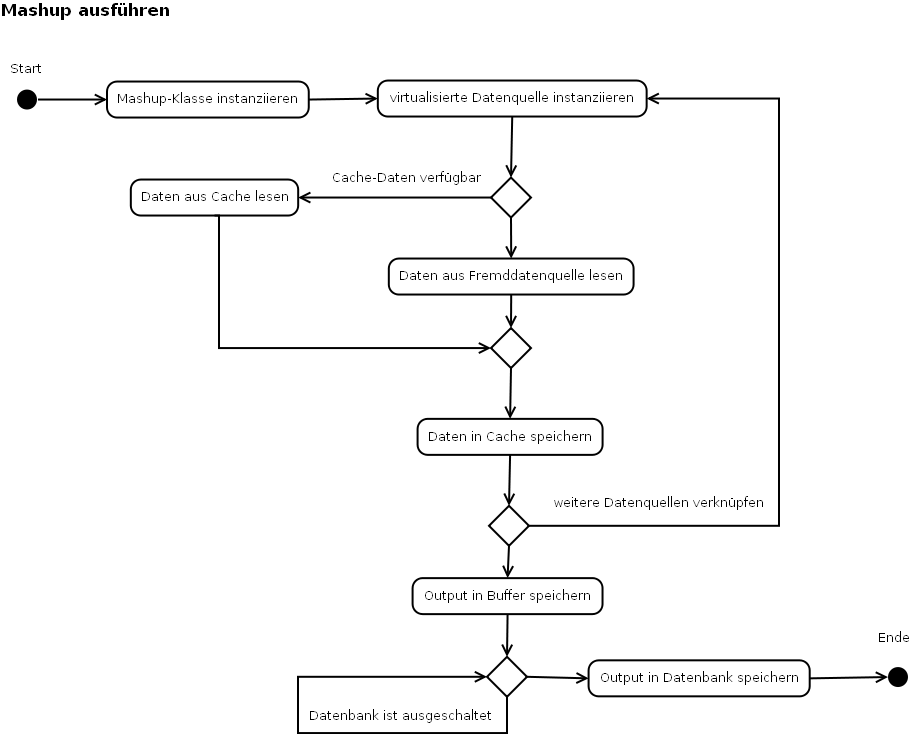 Mashup ausführen
Start
Mashup-Klasse instanziieren
virtualisierte Datenquelle instanziieren
Cache-Daten verfügbar
Daten aus Cache lesen
Daten aus Fremddatenquelle lesen
Daten in Cache speichern
weitere Datenquellen verknüpfen
Output in Buffer speichern
Ende
Output in Datenbank speichern
Datenbank ist ausgeschaltet